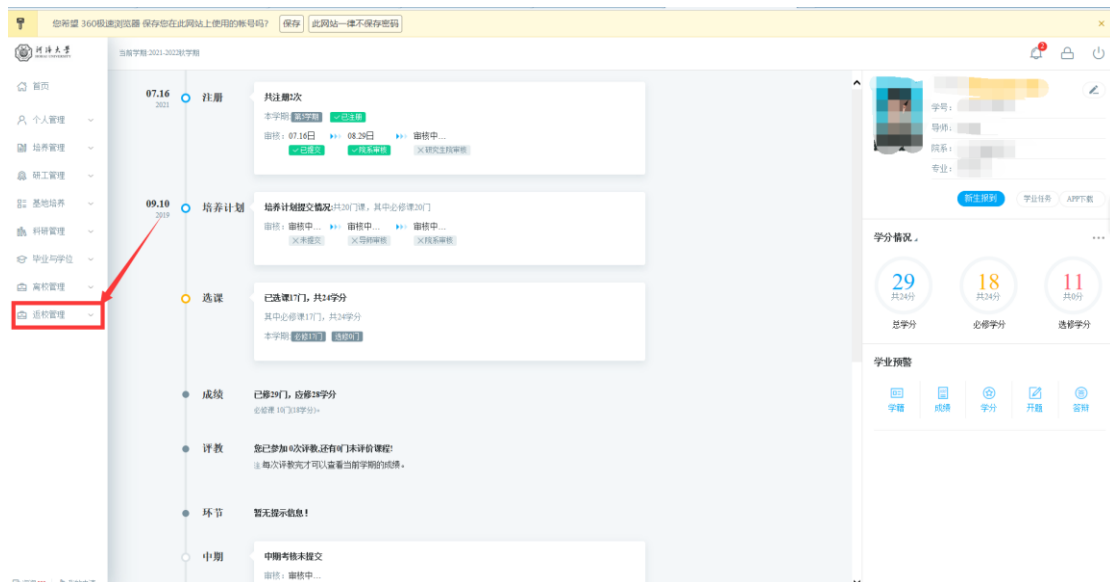 您希望 360极速浏览器 保存您在此网站上使用的帐号吗? 保存 此网站一律不保存密码 ×
河海大学 当前学期:2021-2022秋学期 2
首页
个人管理
培养管理
研工管理
基地培养
科研管理
毕业与学位
离校管理
返校管理
07.16 注册
2021
共注册2次
本学期 第5学期 已注册
审核: 07.16日 08.29日 审核中...
已提交 院系审核 研究生院审核
09.10 培养计划
2019
培养计划提交情况:共20门课,其中必修课20门
审核: 审核中... 审核中... 审核中...
未提交 导师审核 院系审核
选课
已选课17门,共24学分
其中必修课17门,共24学分
本学期 必修17门 选修0门
成绩
已修29门,应修28学分
必修课 19门(18学分)。
评教
您已参加0次评教,还有0门未评价课程!
注:每次评教完才可以查看当前学期的成绩。
环节
暂无提示信息!
中期
中期考核未提交
审核: 审核中...
学号:
导师:
院系:
专业:
新生报到 学业任务 APP下载
学分情况 ...
29 18 11
共24分 共24分 共0分
总学分 必修学分 选修学分
学业预警
学籍 成绩 学分 开题 答辩